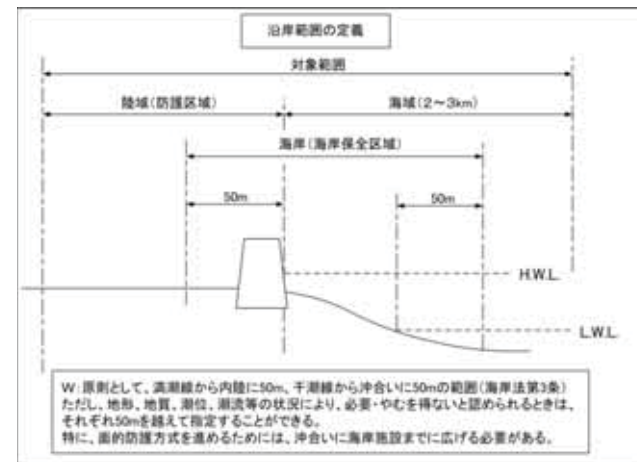 沿岸範囲の定義
対象範囲
陸域(防護区域)
海域(2～3km)
海岸(海岸保全区域)
50m
50m
H.W.L.
L.W.L.
W:原則として、満潮線から内陸に50m、干潮線から沖合いに50mの範囲(海岸法第3条)
ただし、地形、地質、潮位、潮流等の状況により、必要・やむを得ないと認められるときは、
それぞれ50mを越えて指定することができる。
特に、面的防護方式を進めるためには、沖合いに海岸施設までに広げる必要がある。